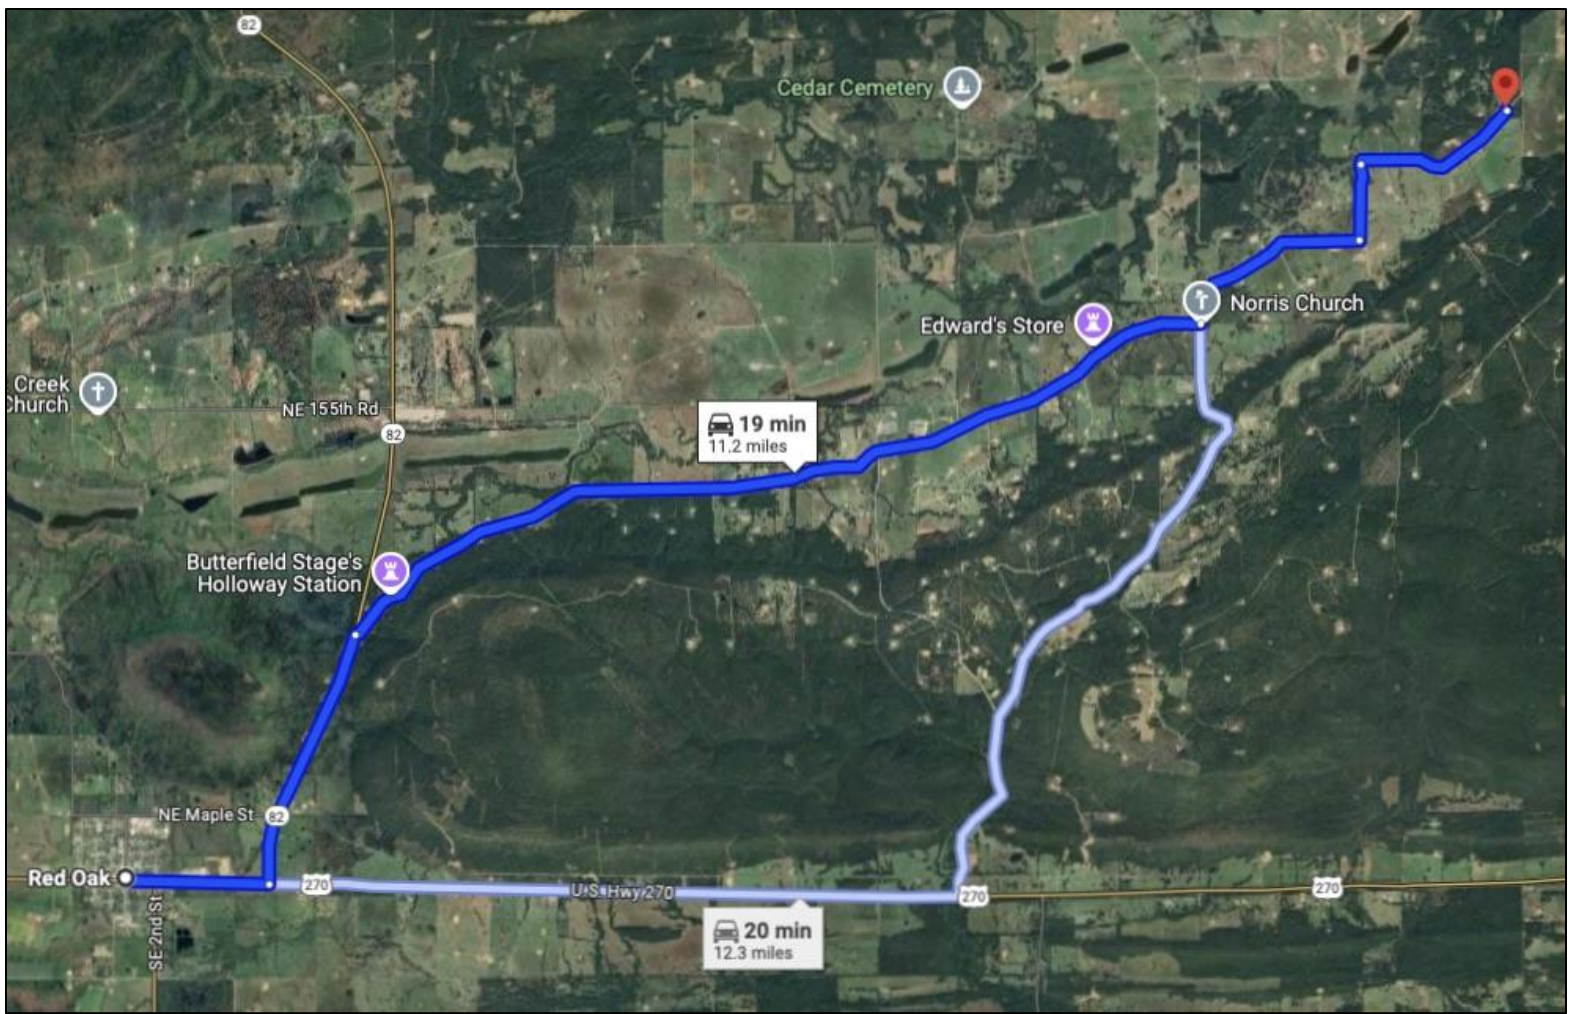 82
Cedar Cemetery
Edward's Store
Norris Church
Creek
Church
NE 155th Rd
82
19 min
11.2 miles
Butterfield Stage's
Holloway Station
NE Maple St
82
Red Oak
270
U.S. Hwy 270
270
270
SE 2nd St
20 min
12.3 miles